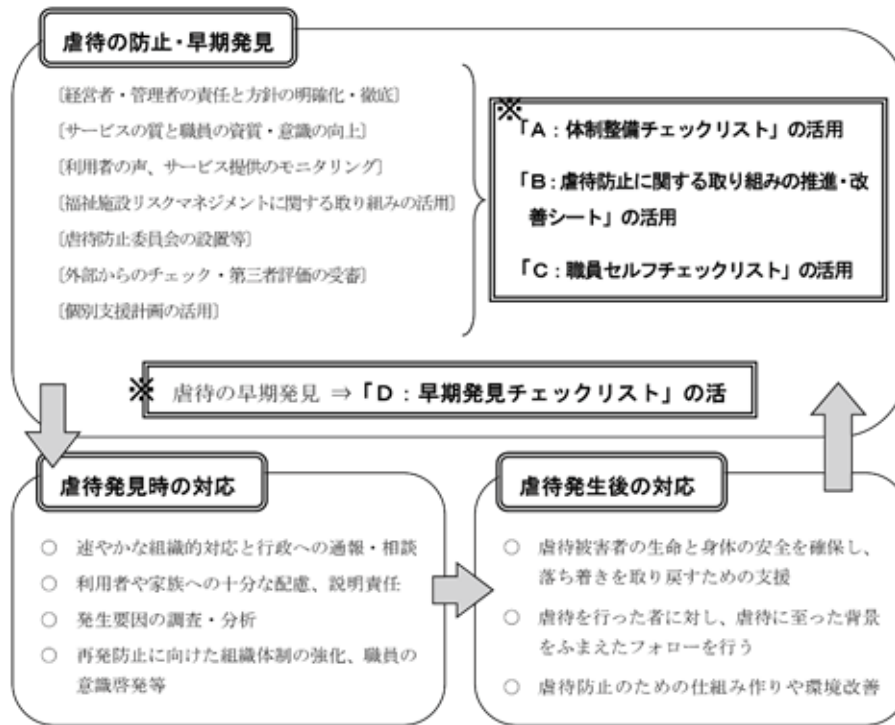 虐待の防止・早期発見
〔経営者・管理者の責任と方針の明確化・徹底〕
〔サービスの質と職員の資質・意識の向上〕
〔利用者の声、サービス提供のモニタリング〕
〔福祉施設リスクマネジメントに関する取り組みの活用〕
〔虐待防止委員会の設置等〕
〔外部からのチェック・第三者評価の受審〕
〔個別支援計画の活用〕
※
「A：体制整備チェックリスト」の活用
「B：虐待防止に関する取り組みの推進・改
善シート」の活用
「C：職員セルフチェックリスト」の活用
※ 虐待の早期発見 ⇒「D：早期発見チェックリスト」の活
虐待発見時の対応
○ 速やかな組織的対応と行政への通報・相談
○ 利用者や家族への十分な配慮、説明責任
○ 発生要因の調査・分析
○ 再発防止に向けた組織体制の強化、職員の
意識啓発等
虐待発生後の対応
○ 虐待被害者の生命と身体の安全を確保し、
落ち着きを取り戻すための支援
○ 虐待を行った者に対し、虐待に至った背景
をふまえたフォローを行う
○ 虐待防止のための仕組み作りや環境改善